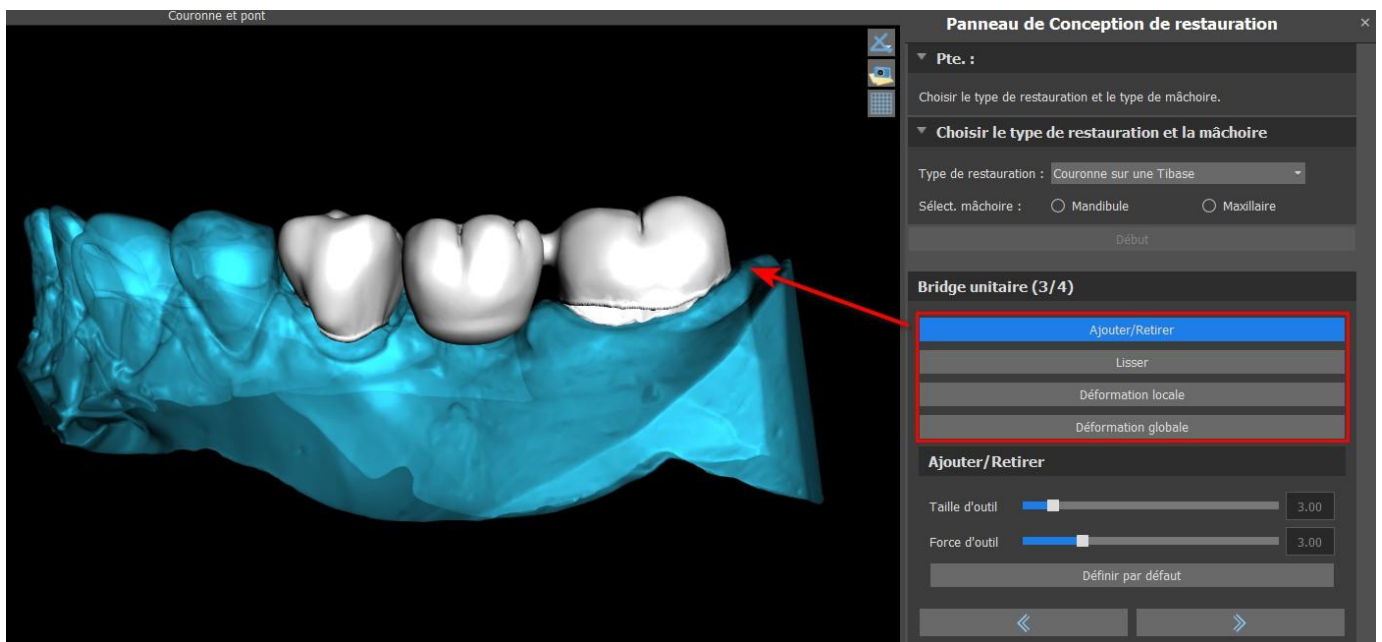 Couronne et pont
Panneau de Conception de restauration
Pte. :
Choisir le type de restauration et le type de mâchoire.
Choisir le type de restauration et la mâchoire
Type de restauration : Couronne sur une Tibase
Sélect. mâchoire : Mandibule Maxillaire
Début
Bridge unitaire (3/4)
Ajouter/Retirer
Lisser
Déformation locale
Déformation globale
Ajouter/Retirer
Taille d'outil 3.00
Force d'outil 3.00
Définir par défaut